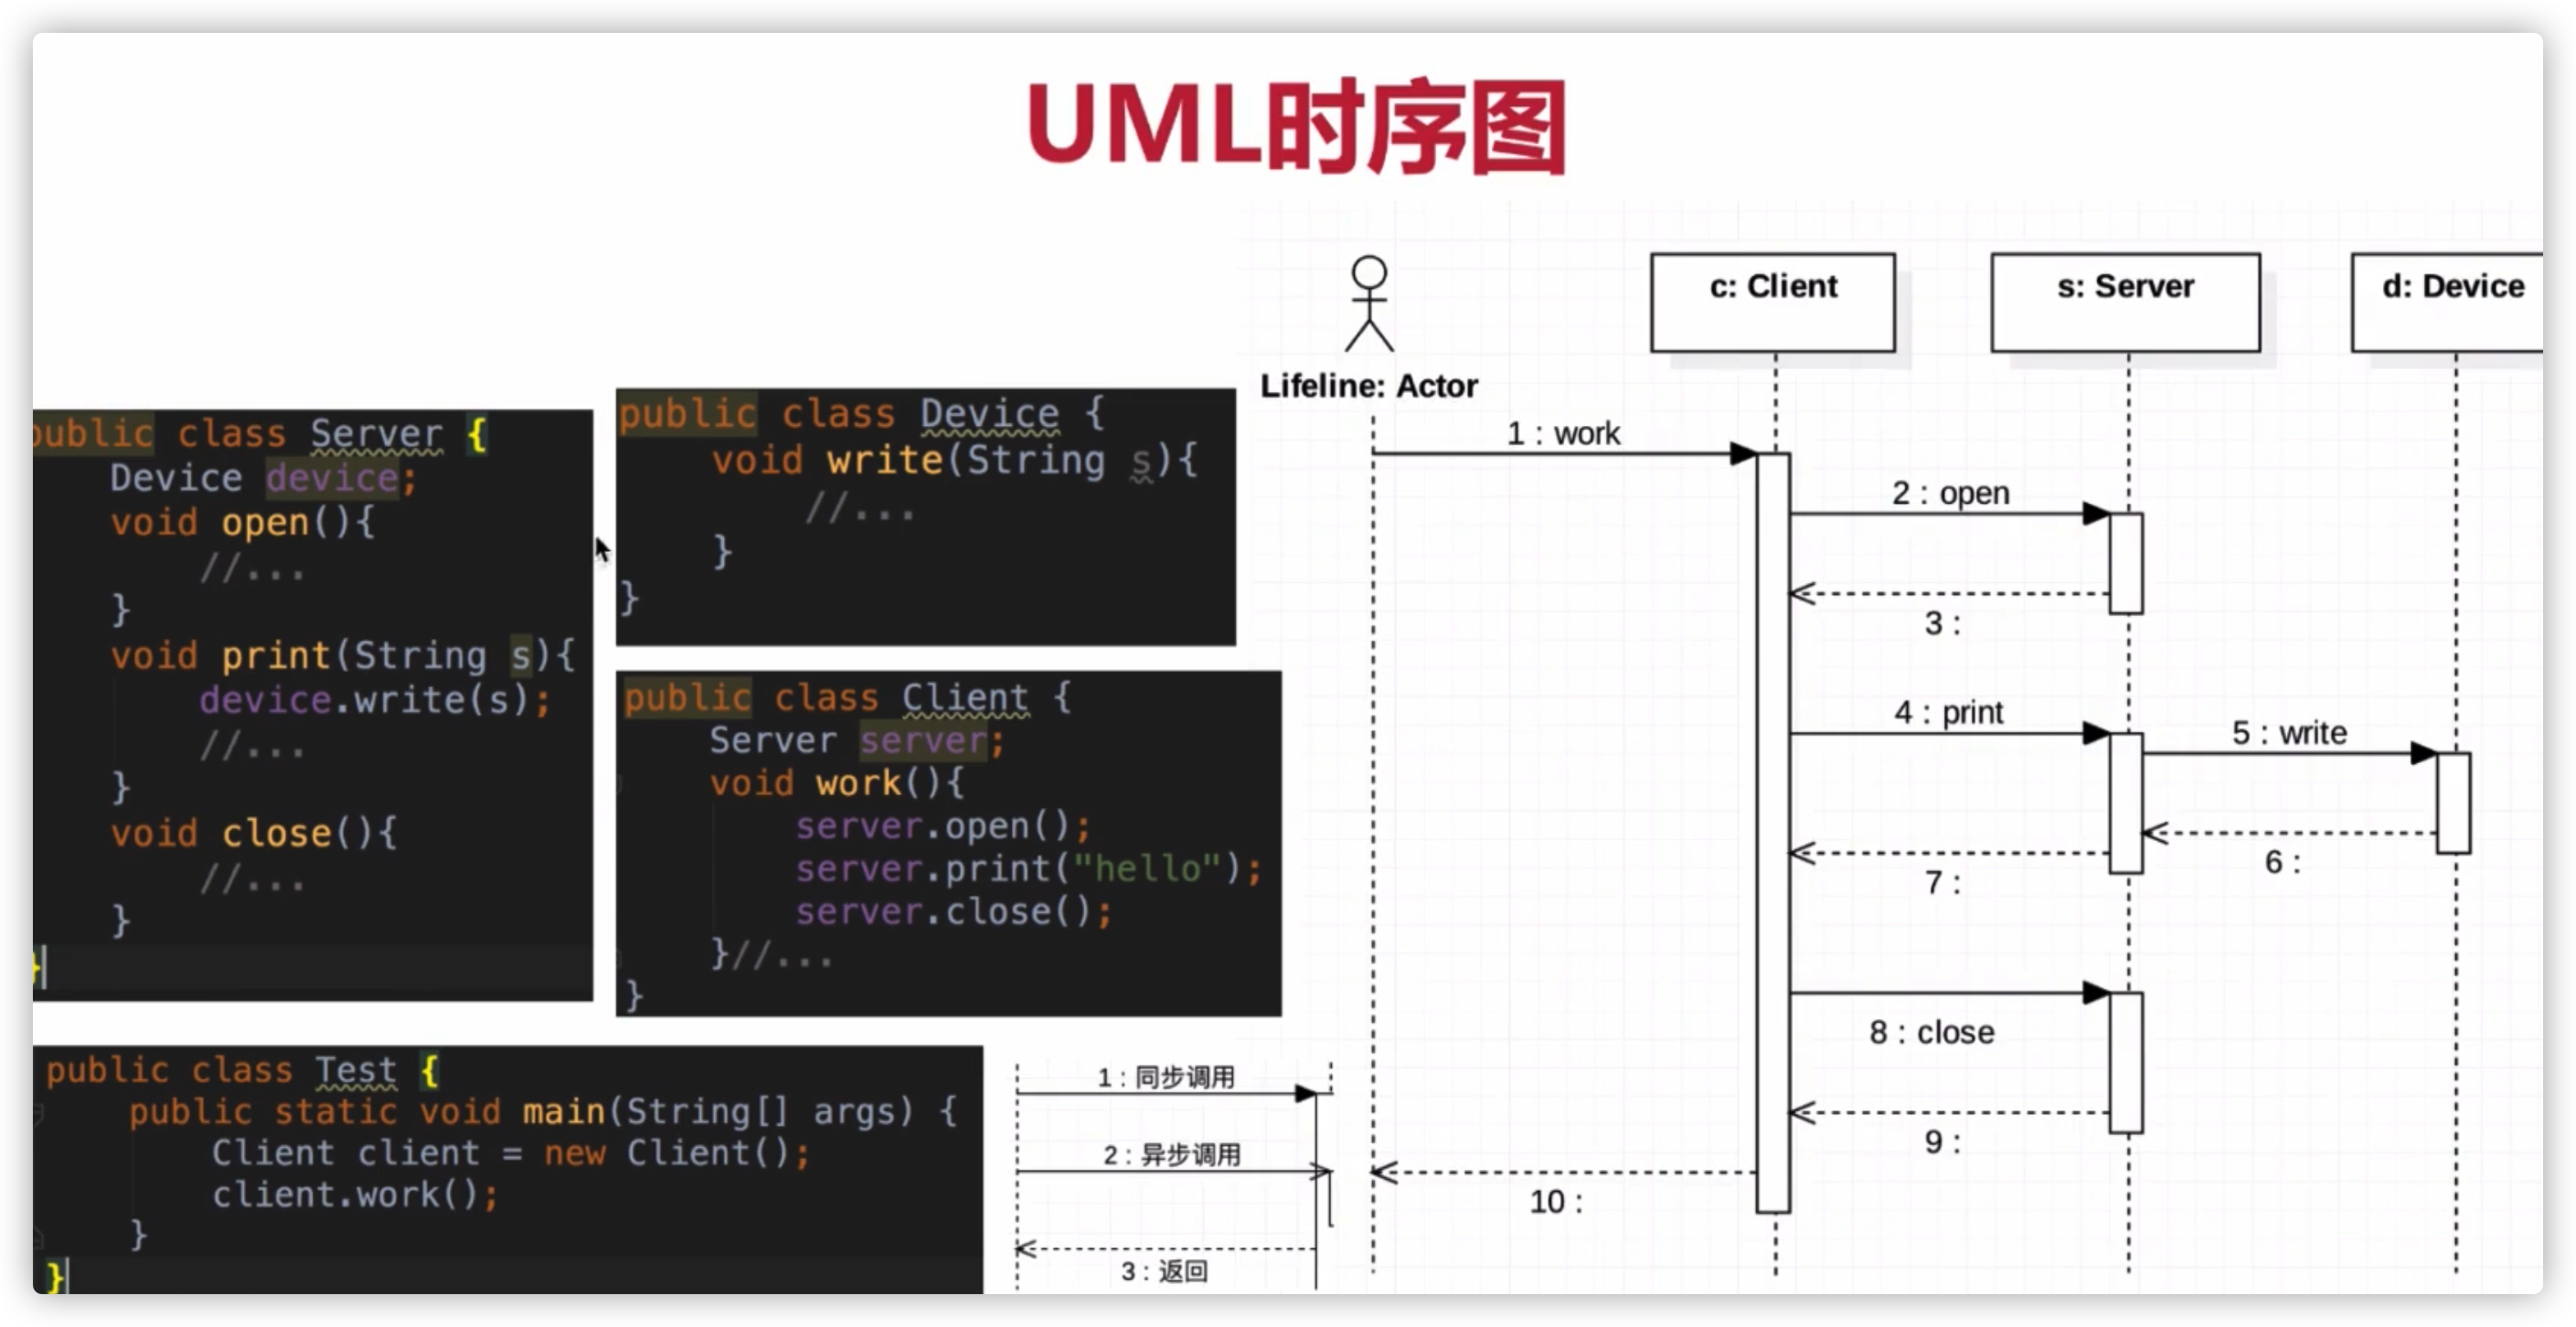 UML时序图
public class Server {
Device device;
void open(){
//...
}
void print(String s){
device.write(s);
//...
}
void close(){
//...
}
}
public class Device {
void write(String s){
//...
}
}
public class Client {
Server server;
void work(){
server.open();
server.print("hello");
server.close();
}//...
}
public class Test {
public static void main(String[] args) {
Client client = new Client();
client.work();
}
}
1 : 同步调用
2 : 异步调用
3 : 返回
Lifeline: Actor
c: Client
s: Server
d: Device
1 : work
2 : open
3 :
4 : print
5 : write
6 :
7 :
8 : close
9 :
10 :